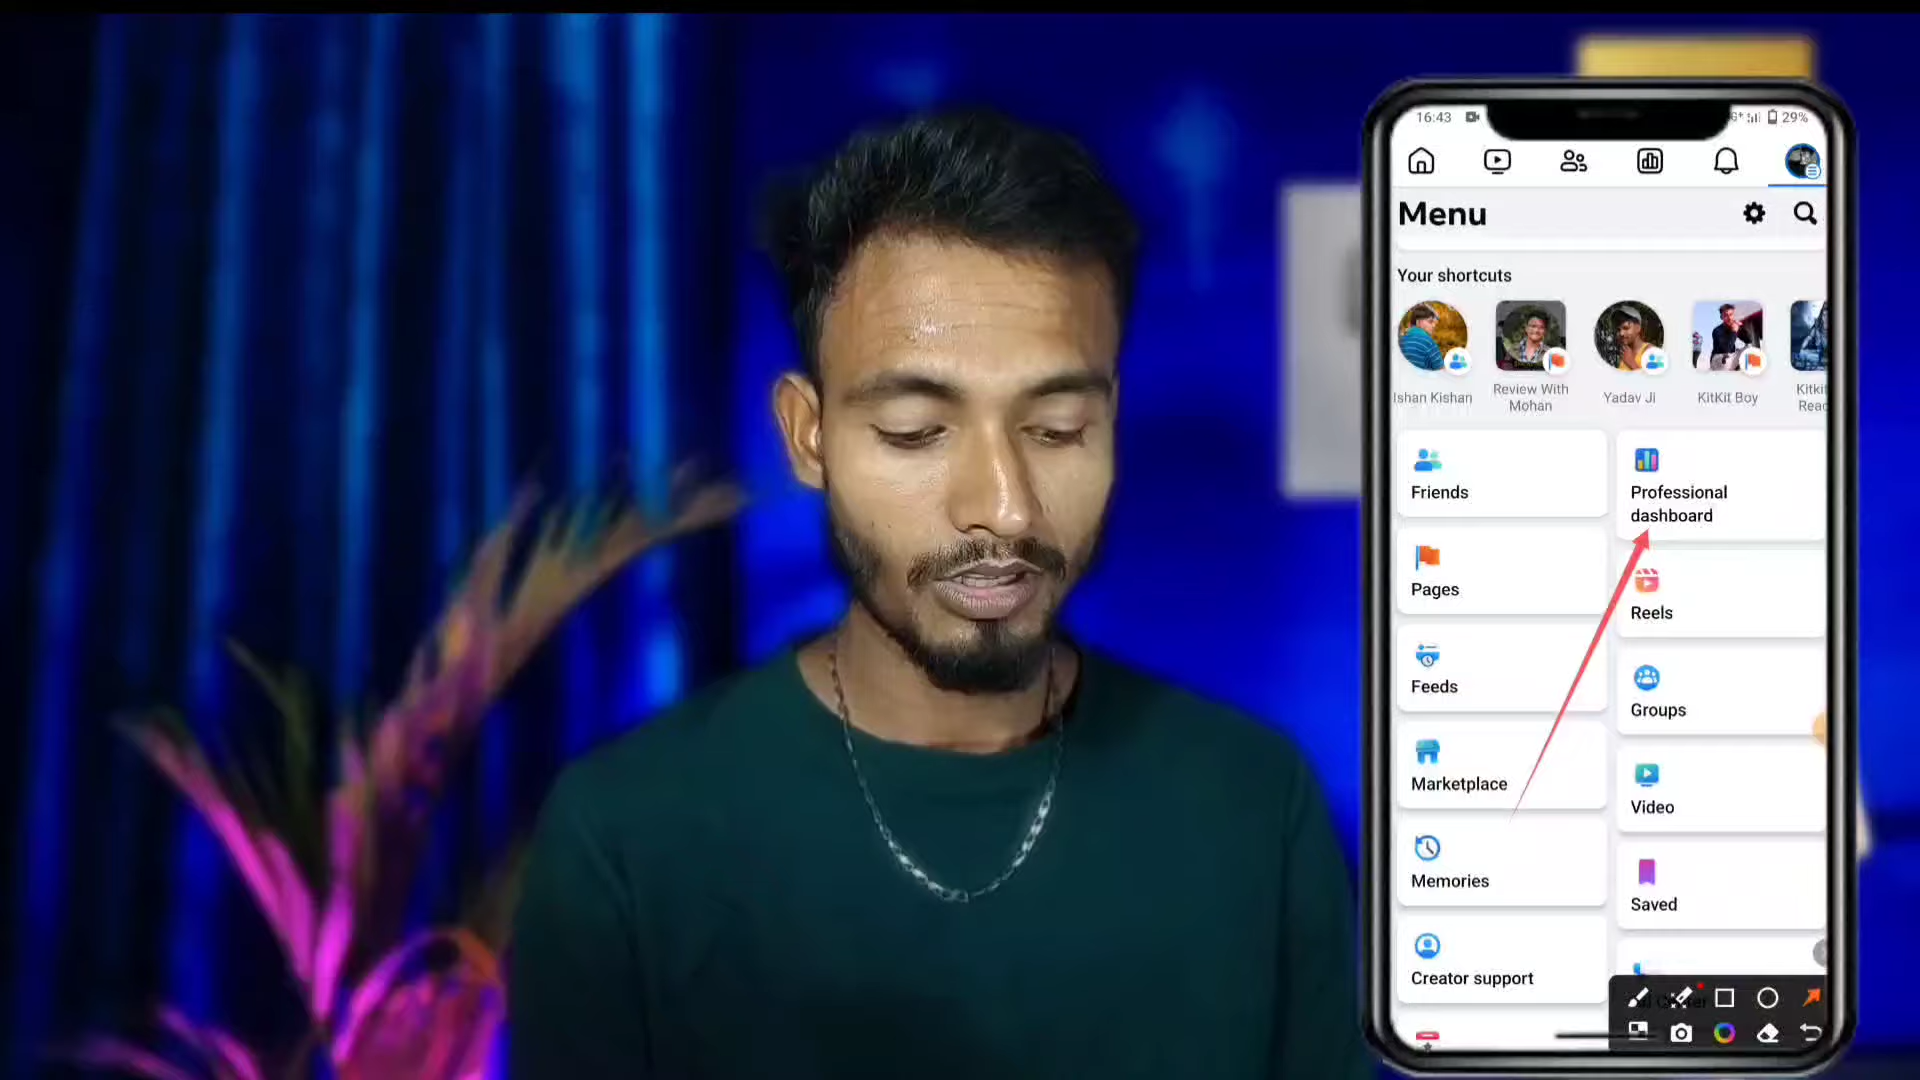 16:43
G+ 29%
Menu
Your shortcuts
Ishan Kishan
Review With
Mohan
Yadav Ji
KitKit Boy
Friends
Professional
dashboard
Pages
Reels
Feeds
Groups
Marketplace
Video
Memories
Saved
Creator support